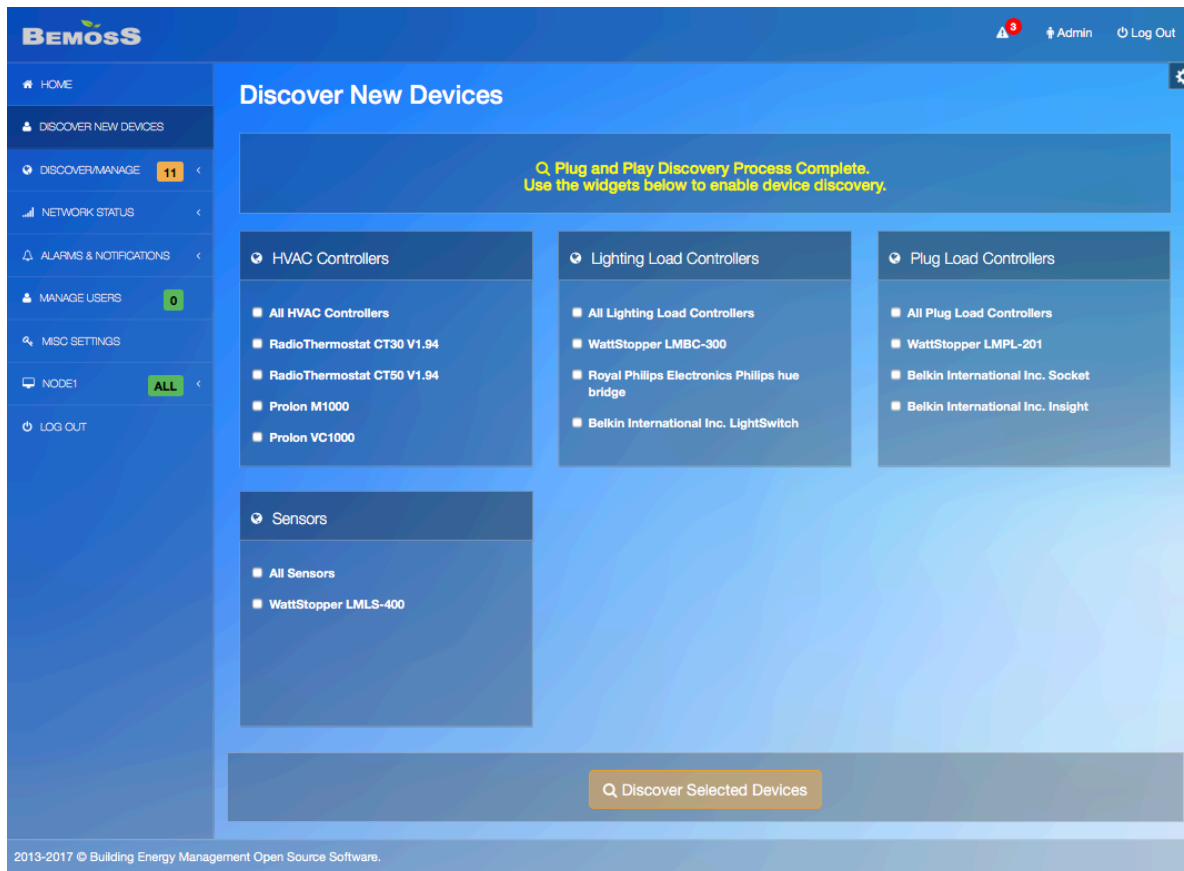 BEMOSS
3
Admin
Log Out
HOME
DISCOVER NEW DEVICES
DISCOVER/MANAGE 11
NETWORK STATUS
ALARMS & NOTIFICATIONS
MANAGE USERS 0
MISC SETTINGS
NODE1 ALL
LOG OUT
Discover New Devices
Plug and Play Discovery Process Complete.
Use the widgets below to enable device discovery.
HVAC Controllers
All HVAC Controllers
RadioThermostat CT30 V1.94
RadioThermostat CT50 V1.94
Prolon M1000
Prolon VC1000
Lighting Load Controllers
All Lighting Load Controllers
WattStopper LMBC-300
Royal Philips Electronics Philips hue
bridge
Belkin International Inc. LightSwitch
Plug Load Controllers
All Plug Load Controllers
WattStopper LMPL-201
Belkin International Inc. Socket
Belkin International Inc. Insight
Sensors
All Sensors
WattStopper LMLS-400
Discover Selected Devices
2013-2017 © Building Energy Management Open Source Software.